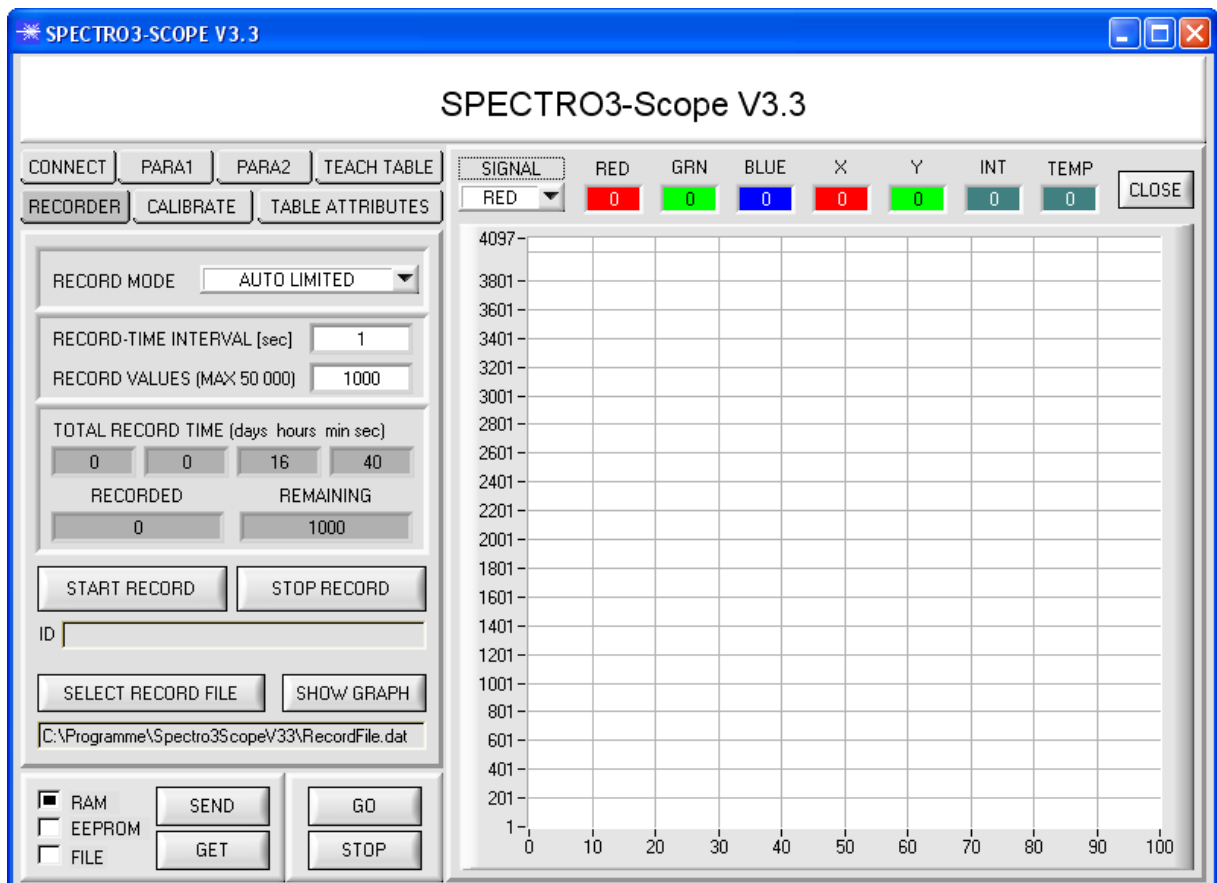 SPECTRO3-SCOPE V3.3
SPECTRO3-Scope V3.3
CONNECT PARA1 PARA2 TEACH TABLE
RECORDER CALIBRATE TABLE ATTRIBUTES
RECORD MODE AUTO LIMITED
RECORD-TIME INTERVAL [sec] 1
RECORD VALUES (MAX 50 000) 1000
TOTAL RECORD TIME (days hours min sec)
0 0 16 40
RECORDED REMAINING
0 1000
START RECORD STOP RECORD
ID
SELECT RECORD FILE SHOW GRAPH
C:\Programme\Spectro3ScopeV33\RecordFile.dat
RAM SEND GO
EEPROM
FILE GET STOP
SIGNAL RED GRN BLUE X Y INT TEMP
RED 0 0 0 0 0 0 0 CLOSE
4097
3801
3601
3401
3201
3001
2801
2601
2401
2201
2001
1801
1601
1401
1201
1001
801
601
401
201
1
0 10 20 30 40 50 60 70 80 90 100